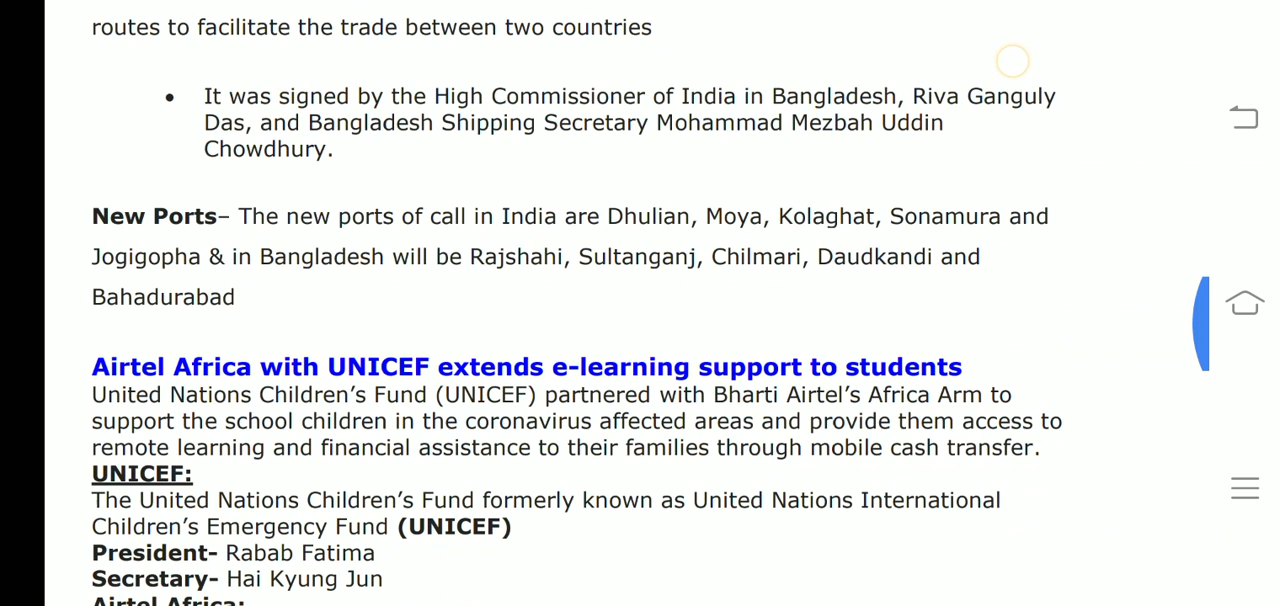 routes to facilitate the trade between two countries
• It was signed by the High Commissioner of India in Bangladesh, Riva Ganguly
Das, and Bangladesh Shipping Secretary Mohammad Mezbah Uddin
Chowdhury.
New Ports– The new ports of call in India are Dhulian, Moya, Kolaghat, Sonamura and
Jogigopha & in Bangladesh will be Rajshahi, Sultanganj, Chilmari, Daudkandi and
Bahadurabad
Airtel Africa with UNICEF extends e-learning support to students
United Nations Children’s Fund (UNICEF) partnered with Bharti Airtel’s Africa Arm to
support the school children in the coronavirus affected areas and provide them access to
remote learning and financial assistance to their families through mobile cash transfer.
UNICEF:
The United Nations Children’s Fund formerly known as United Nations International
Children’s Emergency Fund (UNICEF)
President- Rabab Fatima
Secretary- Hai Kyung Jun
Airtel Africa: